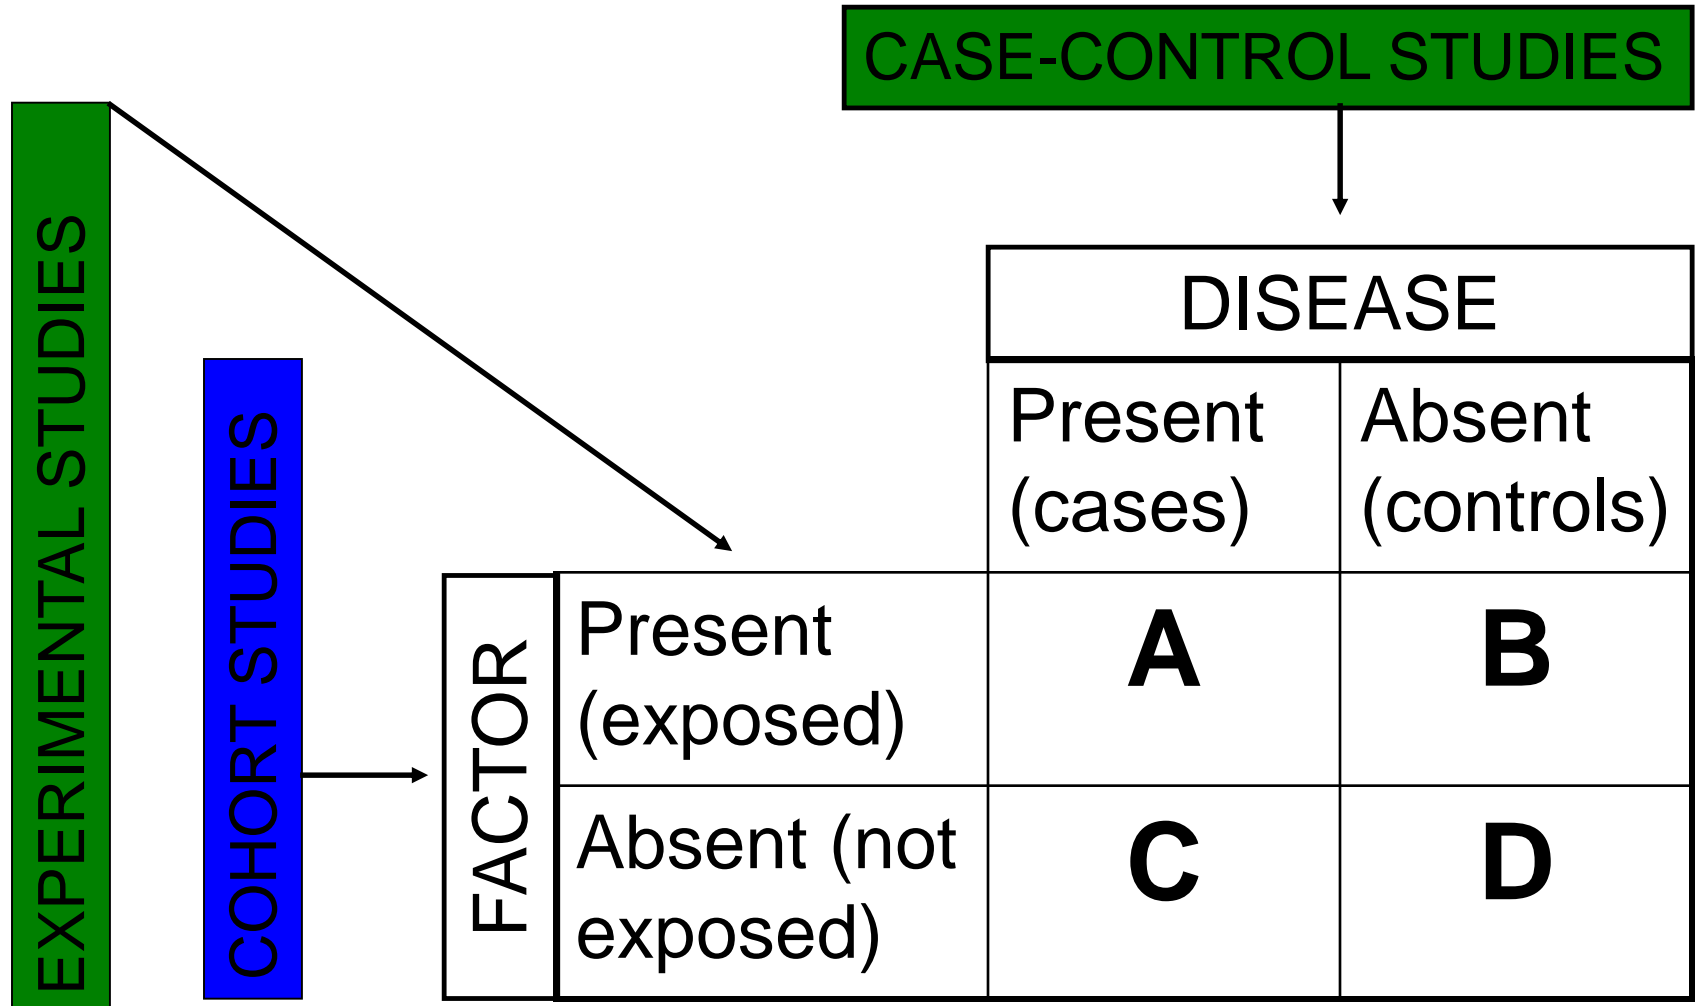 CASE-CONTROL STUDIES
EXPERIMENTAL STUDIES
COHORT STUDIES
DISEASE
Present
(cases)
Absent
(controls)
FACTOR
Present
(exposed)
A
B
Absent (not
exposed)
C
D